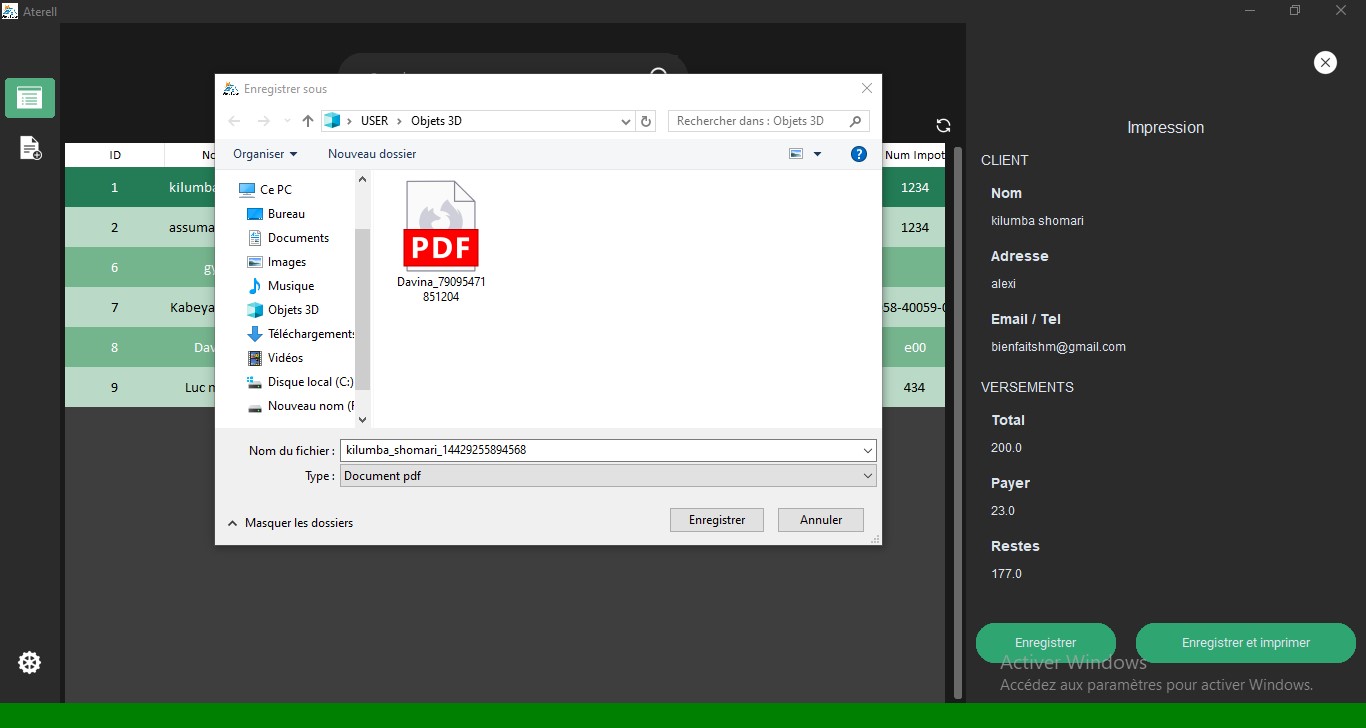 Aterell
Enregistrer sous
USER > Objets 3D
Rechercher dans : Objets 3D
Organiser
Nouveau dossier
Ce PC
Bureau
Documents
Images
Musique
Objets 3D
Téléchargements
Vidéos
Disque local (C:)
Nouveau nom (
Davina_79095471
851204
Nom du fichier :
kilumba_shomari_14429255894568
Type :
Document pdf
Masquer les dossiers
Enregistrer
Annuler
ID
No
Num Impot
1
kilumba
1234
2
assuma
1234
6
gy
7
Kabeya
58-40059-
8
Dav
e00
9
Luc
434
PDF
Impression
CLIENT
Nom
kilumba shomari
Adresse
alexi
Email / Tel
bienfaitshm@gmail.com
VERSEMENTS
Total
200.0
Payer
23.0
Restes
177.0
Enregistrer
Enregistrer et imprimer
Activer Windows
Accédez aux paramètres pour activer Windows.